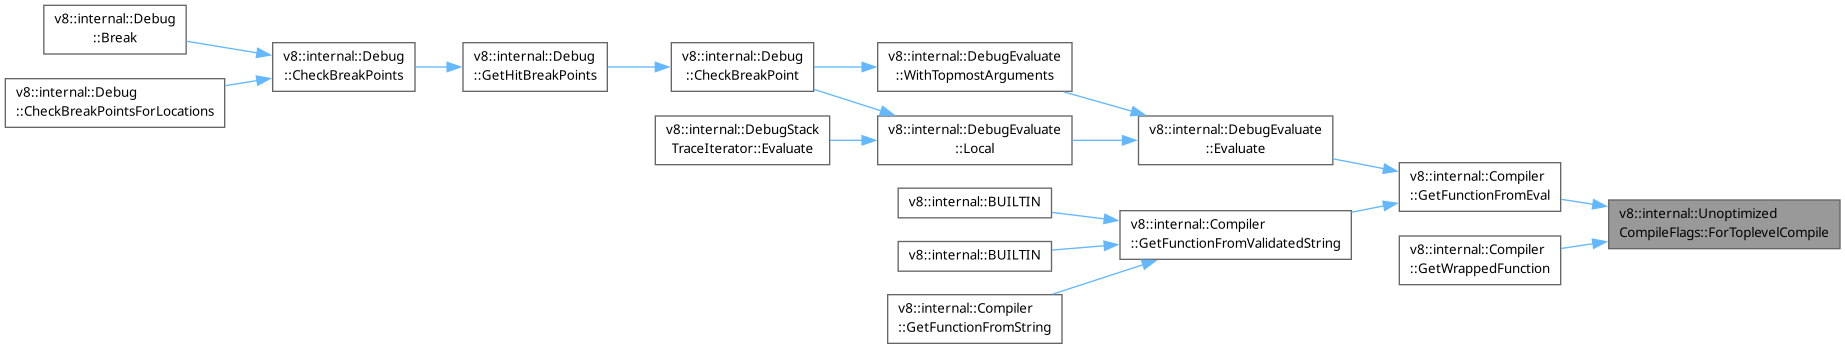 v8::internal::Debug
::Break
v8::internal::Debug
::CheckBreakPointsForLocations
v8::internal::Debug
::CheckBreakPoints
v8::internal::Debug
::GetHitBreakPoints
v8::internal::Debug
::CheckBreakPoint
v8::internal::DebugStack
TraceIterator::Evaluate
v8::internal::DebugEvaluate
::WithTopmostArguments
v8::internal::DebugEvaluate
::Local
v8::internal::BUILTIN
v8::internal::BUILTIN
v8::internal::Compiler
::GetFunctionFromString
v8::internal::DebugEvaluate
::Evaluate
v8::internal::Compiler
::GetFunctionFromValidatedString
v8::internal::Compiler
::GetFunctionFromEval
v8::internal::Compiler
::GetWrappedFunction
v8::internal::Unoptimized
CompileFlags::ForToplevelCompile